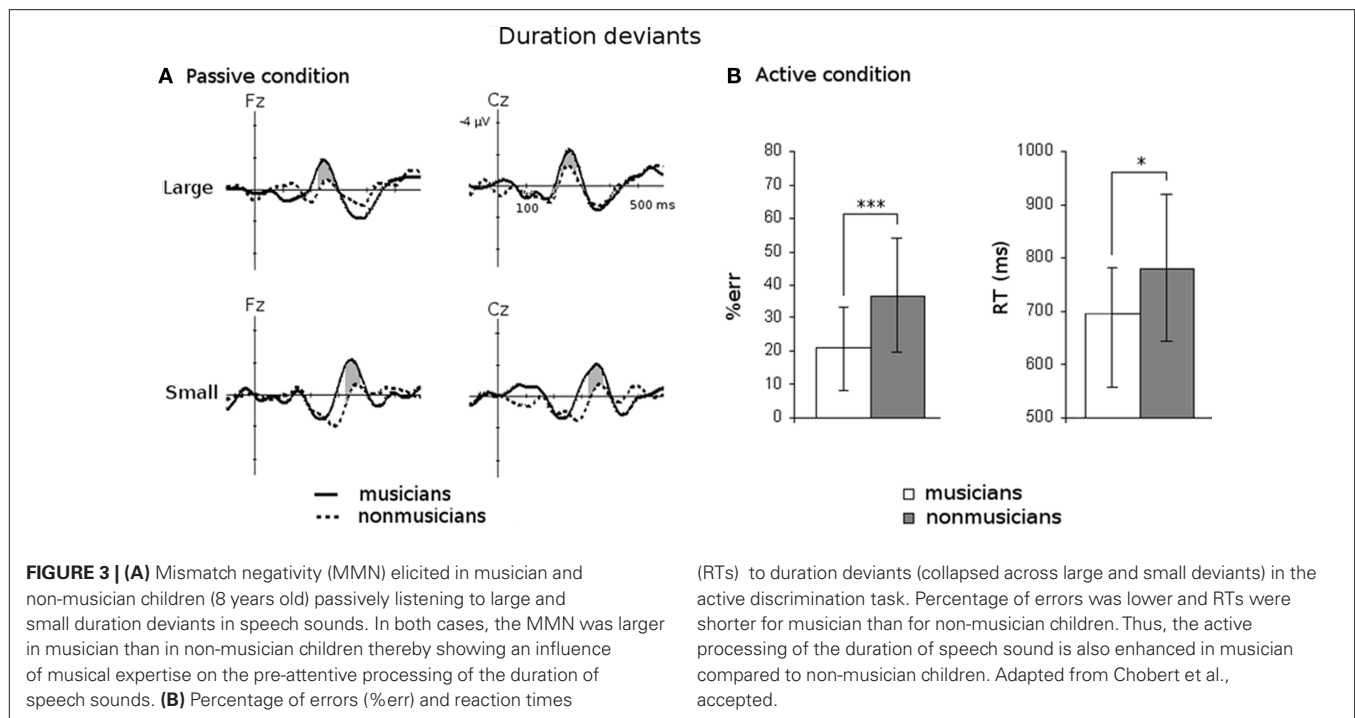 Duration deviants
A Passive condition
Fz
Cz
-4 µV
Large
100
500 ms
Fz
Cz
Small
musicians
nonmusicians
B Active condition
80
70
60
50
40
30
20
10
0
%err
***
1000
900
800
700
600
500
RT (ms)
*
musicians
nonmusicians
FIGURE 3 | (A) Mismatch negativity (MMN) elicited in musician and
non-musician children (8 years old) passively listening to large and
small duration deviants in speech sounds. In both cases, the MMN was larger
in musician than in non-musician children thereby showing an influence
of musical expertise on the pre-attentive processing of the duration of
speech sounds. (B) Percentage of errors (%err) and reaction times
(RTs) to duration deviants (collapsed across large and small deviants) in the
active discrimination task. Percentage of errors was lower and RTs were
shorter for musician than for non-musician children. Thus, the active
processing of the duration of speech sound is also enhanced in musician
compared to non-musician children. Adapted from Chobert et al.,
accepted.